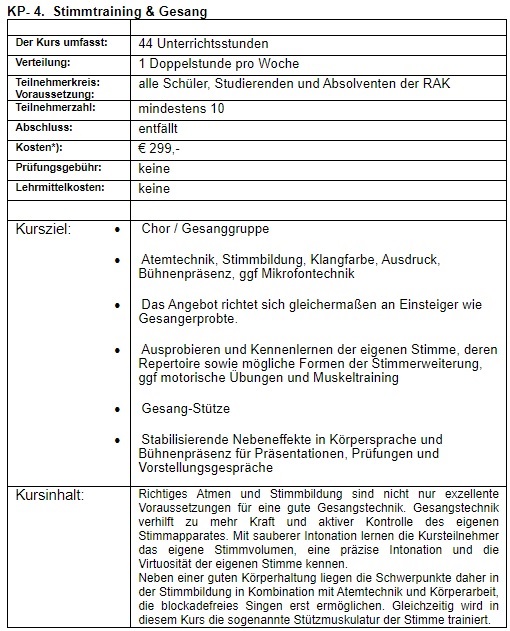 KP- 4. Stimmtraining & Gesang
Der Kurs umfasst: 44 Unterrichtsstunden
Verteilung: 1 Doppelstunde pro Woche
Teilnehmerkreis: alle Schüler, Studierenden und Absolventen der RAK
Voraussetzung:
Teilnehmerzahl: mindestens 10
Abschluss: entfällt
Kosten*): € 299,-
Prüfungsgebühr: keine
Lehrmittelkosten: keine
Kursziel: • Chor / Gesanggruppe
• Atemtechnik, Stimmbildung, Klangfarbe, Ausdruck,
Bühnenpräsenz, ggf Mikrofontechnik
• Das Angebot richtet sich gleichermaßen an Einsteiger wie
Gesangerprobte.
• Ausprobieren und Kennenlernen der eigenen Stimme, deren
Repertoire sowie mögliche Formen der Stimmerweiterung,
ggf motorische Übungen und Muskeltraining
• Gesang-Stütze
• Stabilisierende Nebeneffekte in Körpersprache und
Bühnenpräsenz für Präsentationen, Prüfungen und
Vorstellungsgespräche
Kursinhalt: Richtiges Atmen und Stimmbildung sind nicht nur exzellente
Voraussetzungen für eine gute Gesangstechnik. Gesangstechnik
verhilft zu mehr Kraft und aktiver Kontrolle des eigenen
Stimmapparates. Mit sauberer Intonation lernen die Kursteilnehmer
das eigene Stimmvolumen, eine präzise Intonation und die
Virtuosität der eigenen Stimme kennen.
Neben einer guten Körperhaltung liegen die Schwerpunkte daher in
der Stimmbildung in Kombination mit Atemtechnik und Körperarbeit,
die blockadefreies Singen erst ermöglichen. Gleichzeitig wird in
diesem Kurs die sogenannte Stützmuskulatur der Stimme trainiert.